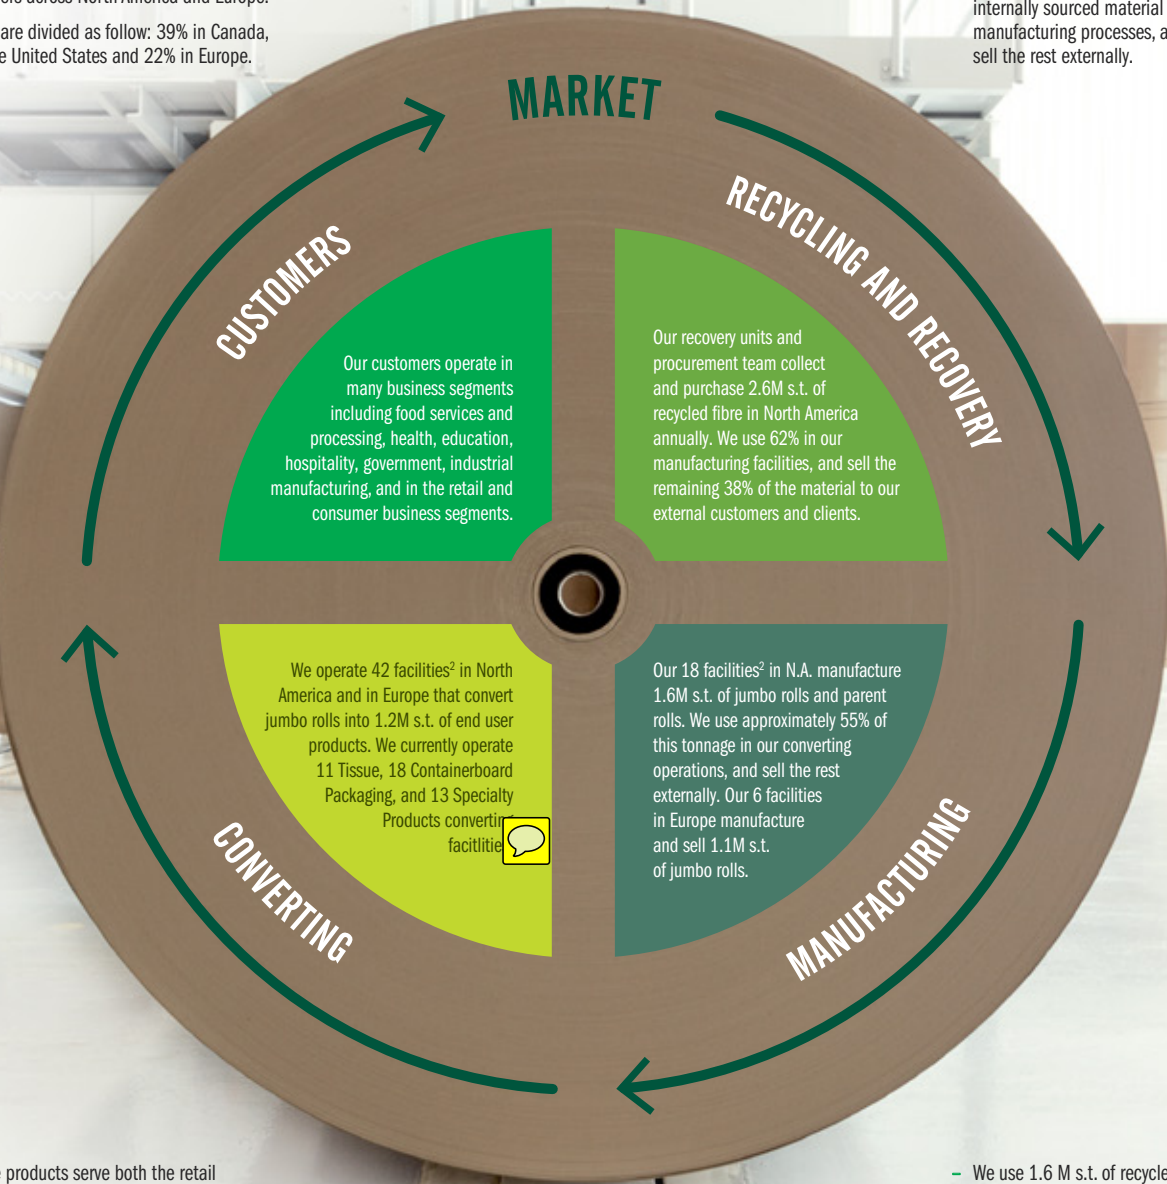 across North America and Europe.
are divided as follow: 39% in Canada,
United States and 22% in Europe.
internally sourced material
manufacturing processes,
sell the rest externally.
MARKET
RECYCLING AND RECOVERY
CUSTOMERS
Our customers operate in
many business segments
including food services and
processing, health, education,
hospitality, government, industrial
manufacturing, and in the retail and
consumer business segments.
Our recovery units and
procurement team collect
and purchase 2.6M s.t. of
recycled fibre in North America
annually. We use 62% in our
manufacturing facilities, and sell the
remaining 38% of the material to our
external customers and clients.
We operate 42 facilities² in North
America and in Europe that convert
jumbo rolls into 1.2M s.t. of end user
products. We currently operate
11 Tissue, 18 Containerboard
Packaging, and 13 Specialty
Products converting
facitlitie
Our 18 facilities² in N.A. manufacture
1.6M s.t. of jumbo rolls and parent
rolls. We use approximately 55% of
this tonnage in our converting
operations, and sell the rest
externally. Our 6 facilities
in Europe manufacture
and sell 1.1M s.t.
of jumbo rolls.
CONVERTING
MANUFACTURING
products serve both the retail
– We use 1.6 M s.t. of recycle